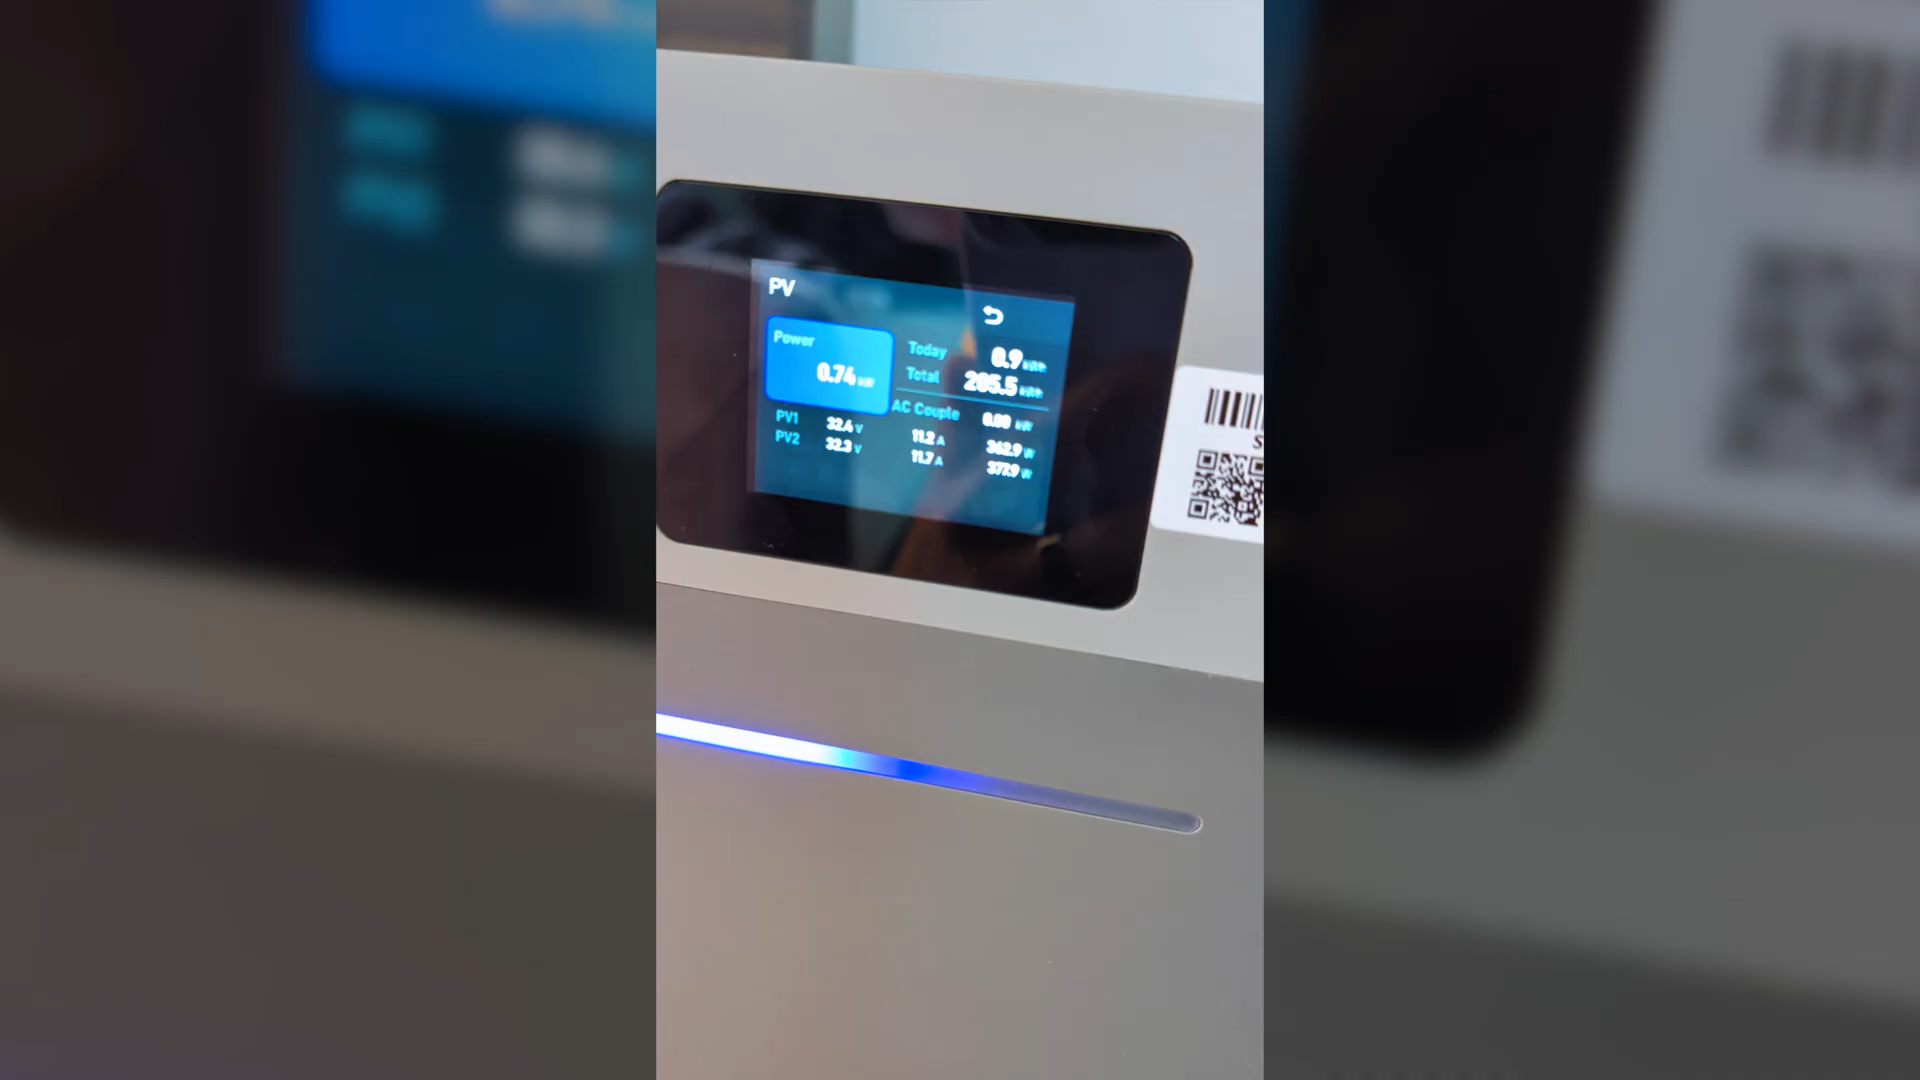 PV
Power
0.74 kW
Today 0.9 kWh
Total 205.5 kWh
AC Couple 0.00 kW
PV1 32.4 V 11.2 A 362.9 W
PV2 32.3 V 11.7 A 377.9 W
S